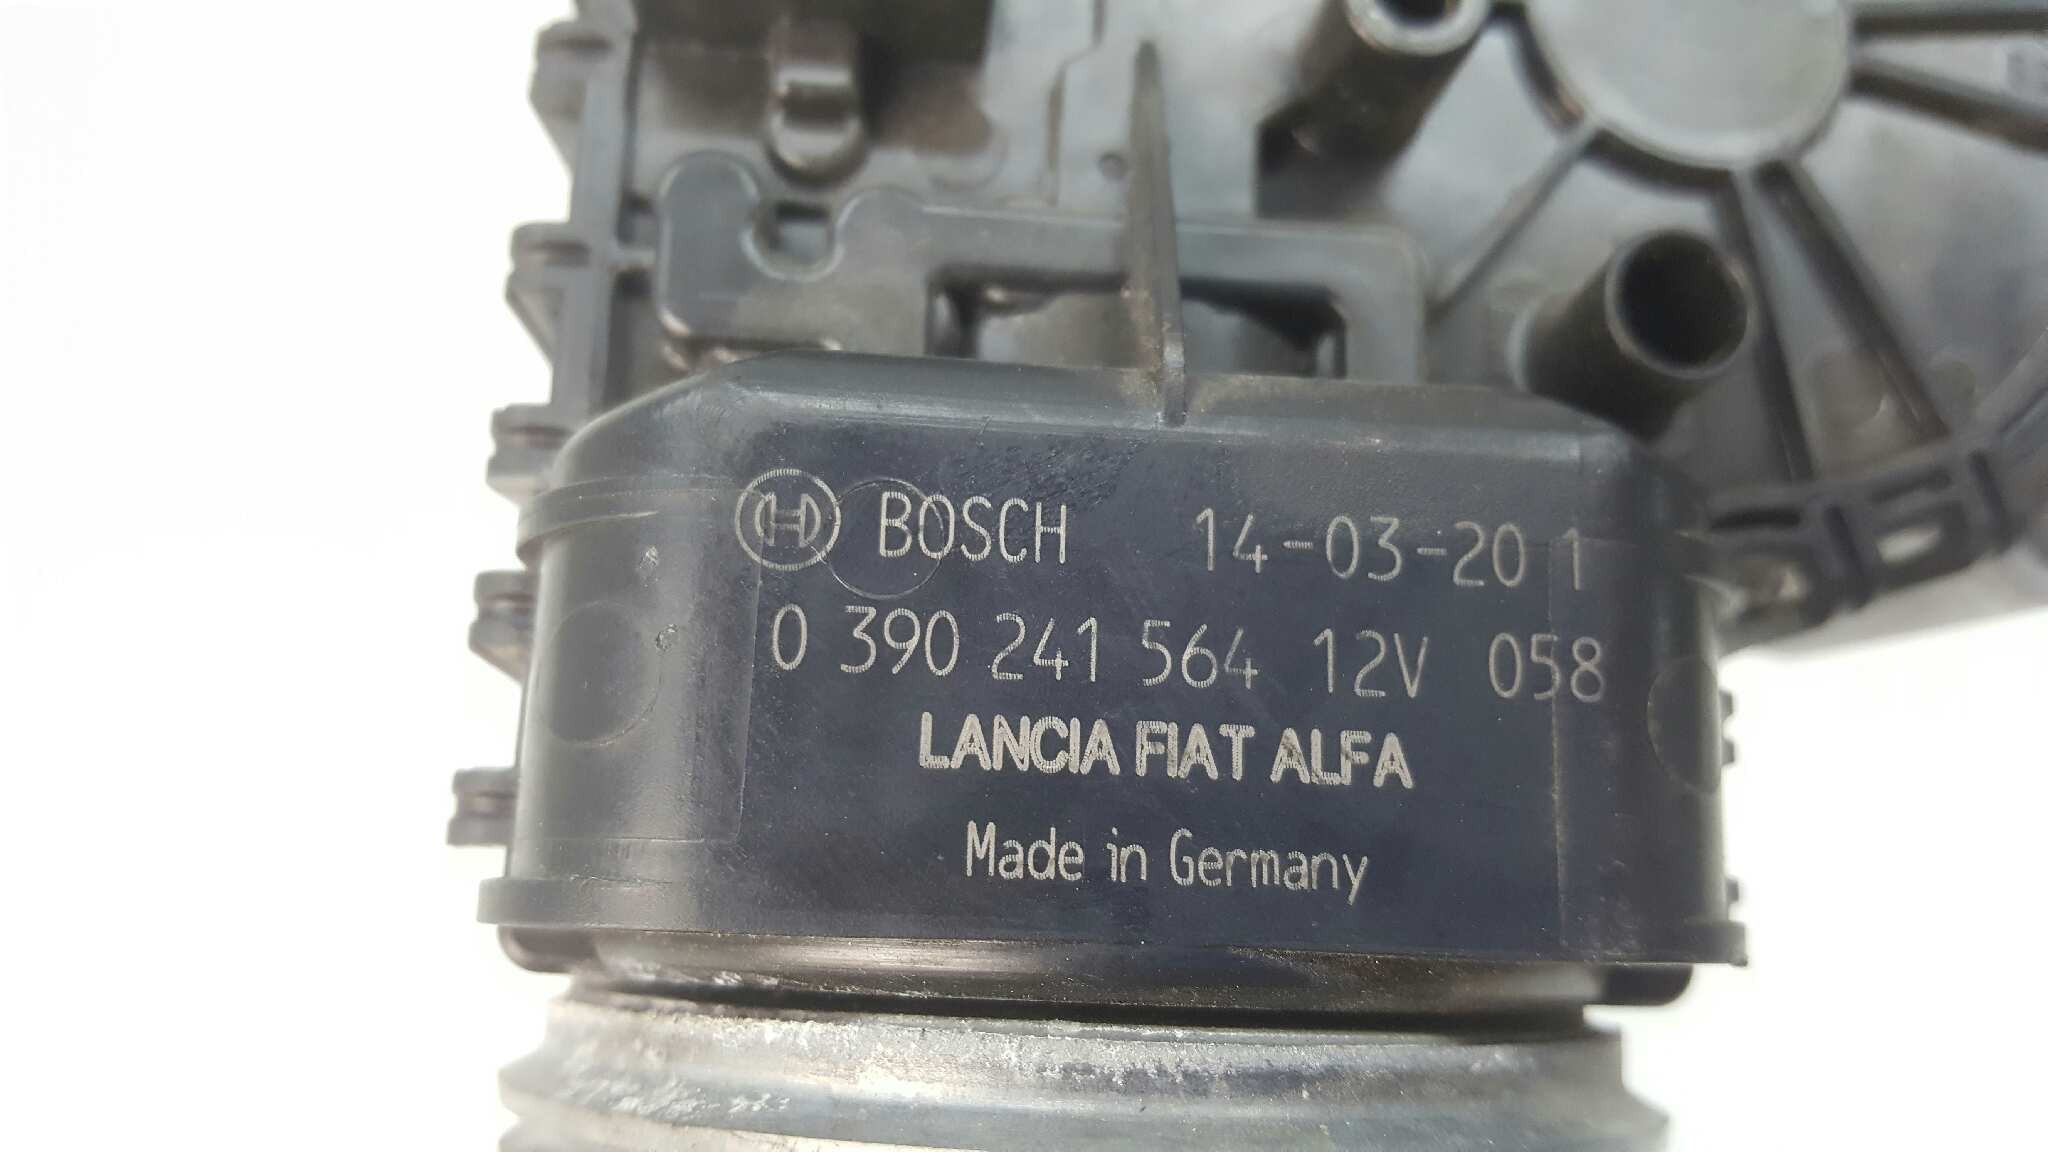 BOSCH 14-03-20 1
0 390 241 564 12V 058
LANCIA FIAT ALFA
Made in Germany